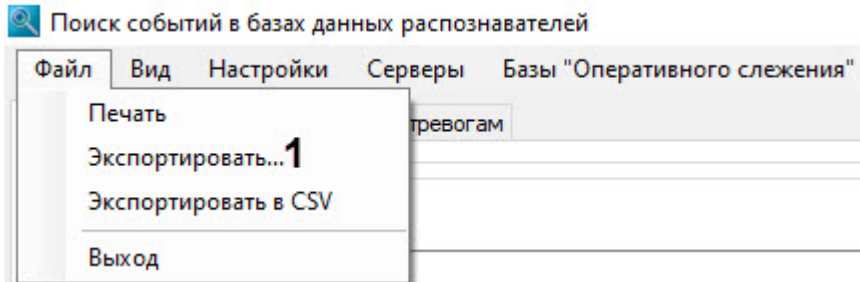 Поиск событий в базах данных распознавателей
Файл Вид Настройки Серверы Базы "Оперативного слежения"
Печать
тревогам
Экспортировать...1
Экспортировать в CSV
Выход